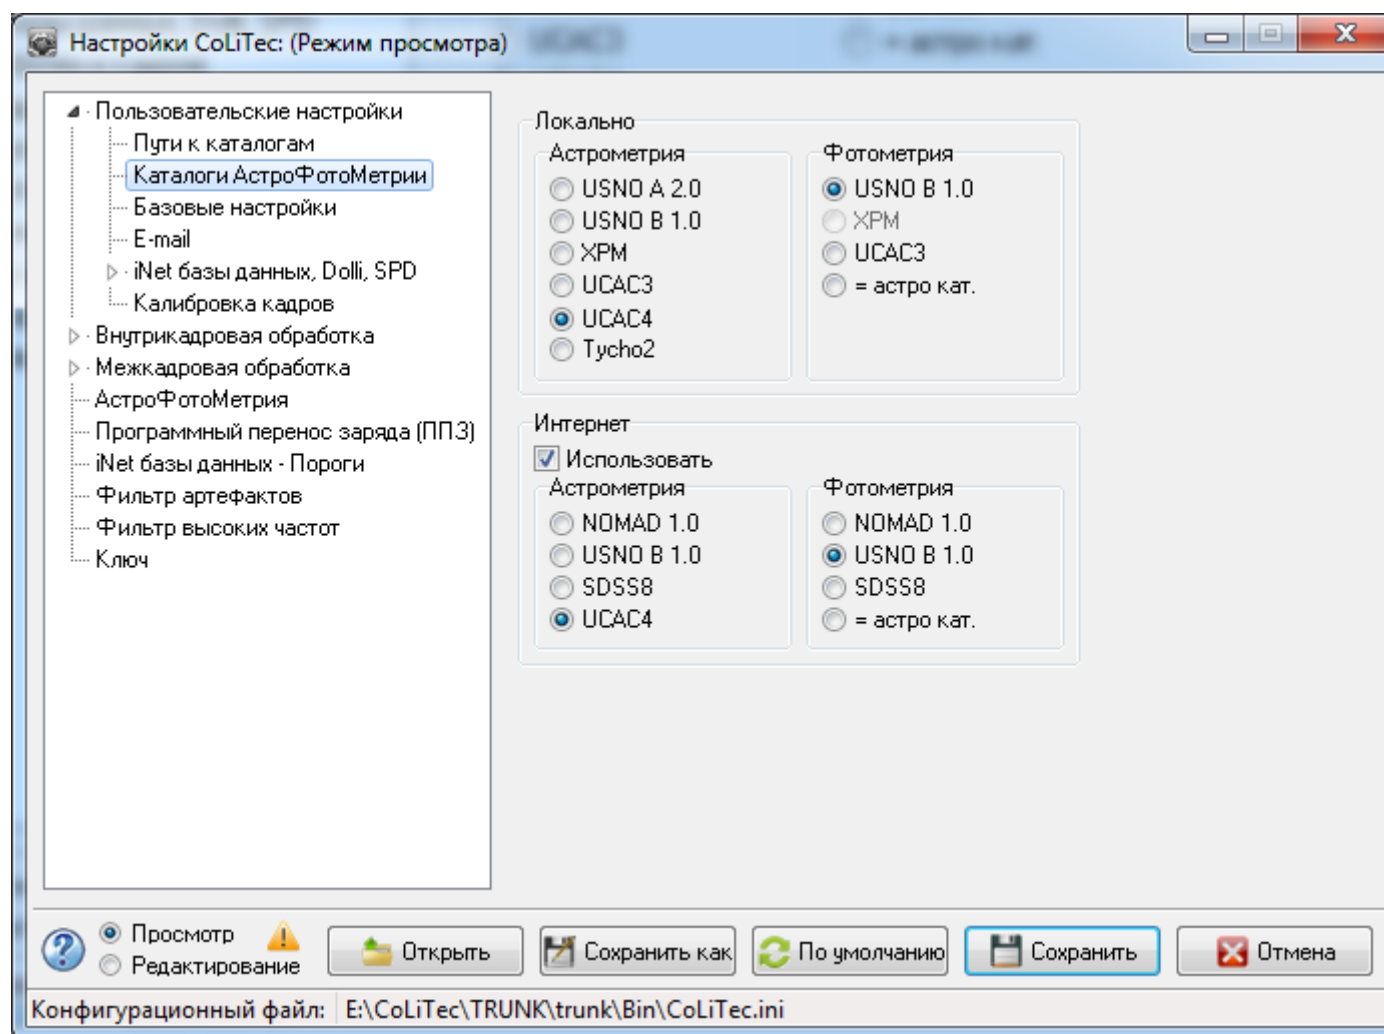 Настройки CoLiTec: (Режим просмотра)
UCAC3
= астро кат.
Пользовательские настройки
Пути к каталогам
Каталоги АстроФотоМетрии
Базовые настройки
E-mail
iNet базы данных, Dolli, SPD
Калибровка кадров
Внутрикадровая обработка
Межкадровая обработка
АстроФотоМетрия
Программный перенос заряда (ППЗ)
iNet базы данных - Пороги
Фильтр артефактов
Фильтр высоких частот
Ключ
Локально
Астрометрия
USNO A 2.0
USNO B 1.0
XPM
UCAC3
UCAC4
Tycho2
Фотометрия
USNO B 1.0
XPM
UCAC3
= астро кат.
Интернет
Использовать
Астрометрия
NOMAD 1.0
USNO B 1.0
SDSS8
UCAC4
Фотометрия
NOMAD 1.0
USNO B 1.0
SDSS8
= астро кат.
Просмотр
Редактирование
Открыть
Сохранить как
По умолчанию
Сохранить
Отмена
Конфигурационный файл: E:\CoLiTec\TRUNK\trunk\Bin\CoLiTec.ini